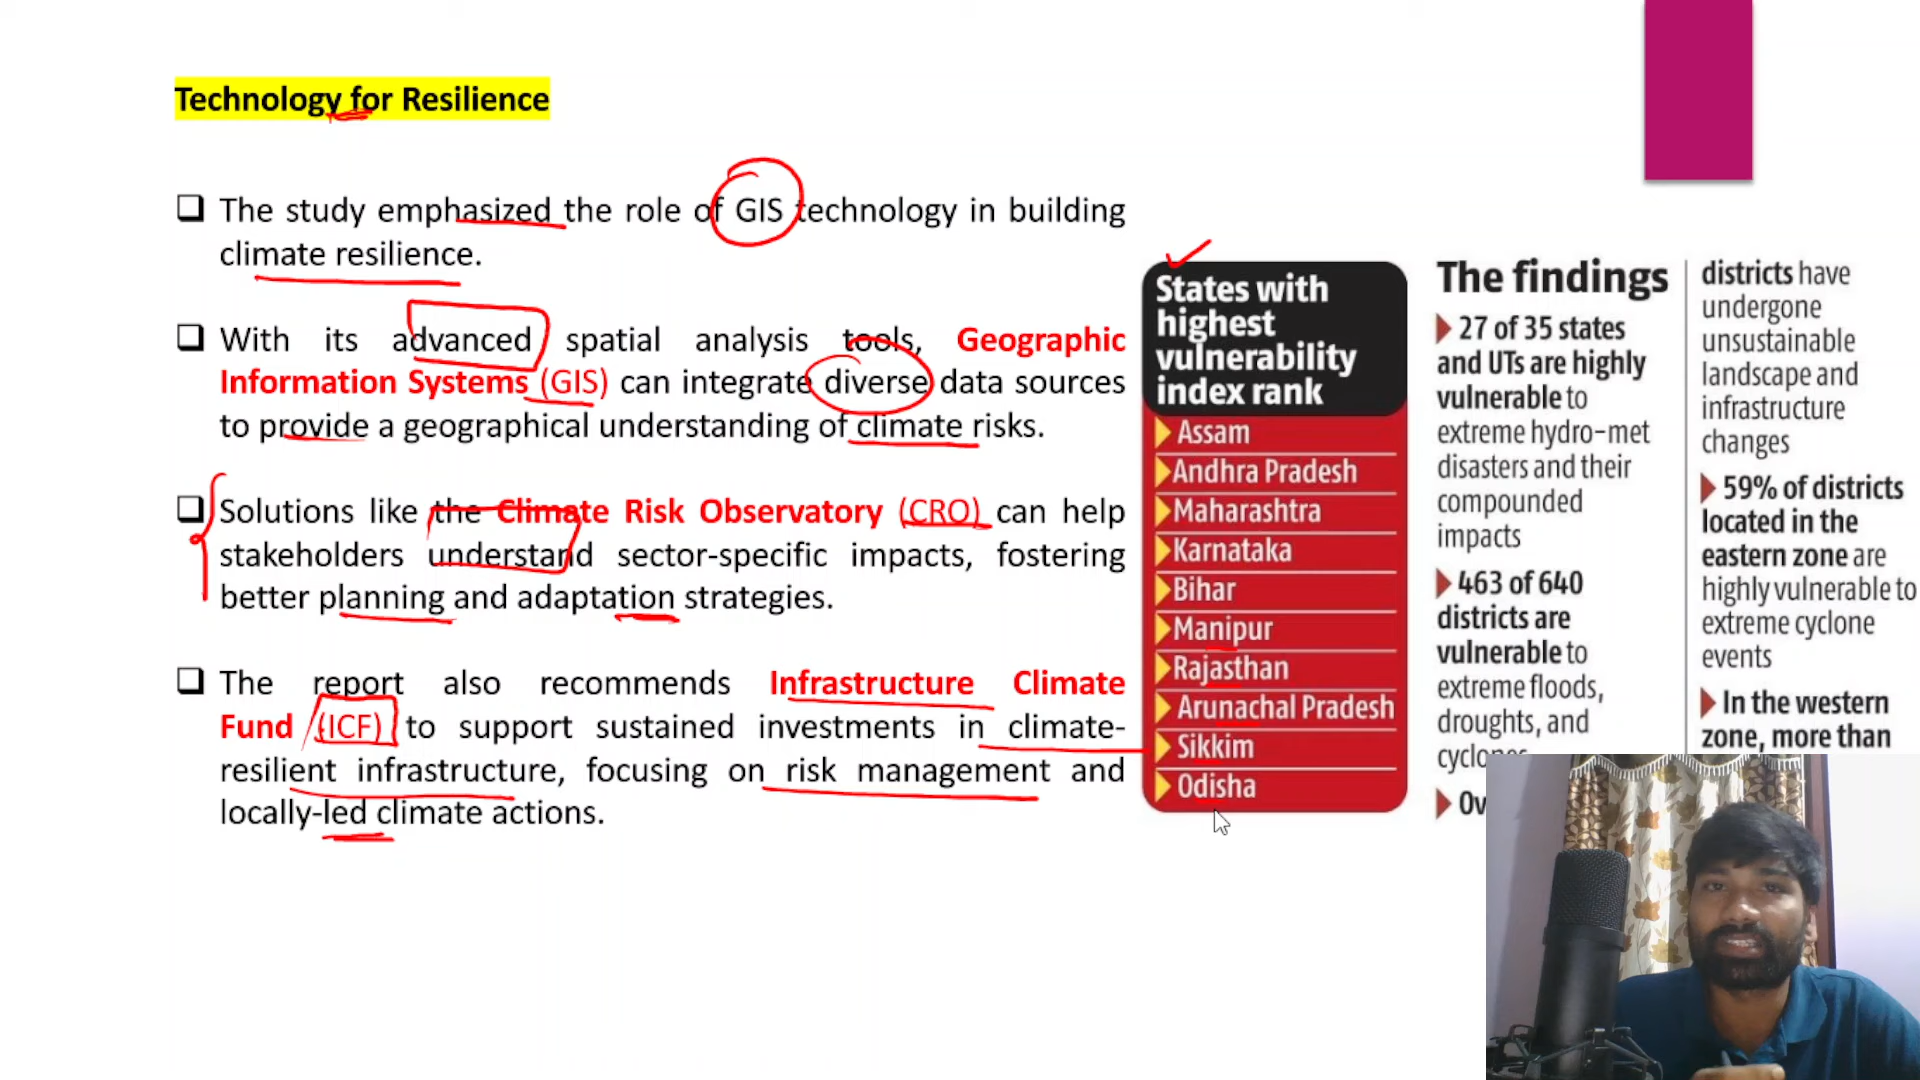 Technology for Resilience
❑ The study emphasized the role of GIS technology in building
climate resilience.
❑ With its advanced spatial analysis tools, Geographic
Information Systems (GIS) can integrate diverse data sources
to provide a geographical understanding of climate risks.
❑ Solutions like the Climate Risk Observatory (CRO) can help
stakeholders understand sector-specific impacts, fostering
better planning and adaptation strategies.
❑ The report also recommends Infrastructure Climate
Fund (ICF) to support sustained investments in climate-
resilient infrastructure, focusing on risk management and
locally-led climate actions.
States with
highest
vulnerability
index rank
Assam
Andhra Pradesh
Maharashtra
Karnataka
Bihar
Manipur
Rajasthan
Arunachal Pradesh
Sikkim
Odisha
The findings
27 of 35 states
and UTs are highly
vulnerable to
extreme hydro-met
disasters and their
compounded
impacts
463 of 640
districts are
vulnerable to
extreme floods,
droughts, and
cyclones
districts have
undergone
unsustainable
landscape and
infrastructure
changes
59% of districts
located in the
eastern zone are
highly vulnerable to
extreme cyclone
events
In the western
zone, more than